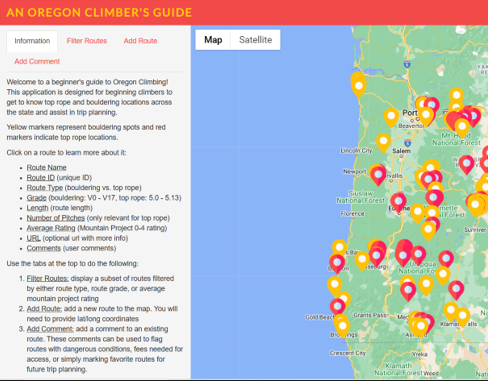 AN OREGON CLIMBER'S GUIDE
Information
Filter Routes
Add Route
Add Comment
Welcome to a beginner's guide to Oregon Climbing!
This application is designed for beginning climbers to
get to know top rope and bouldering locations across
the state and assist in trip planning.
Yellow markers represent bouldering spots and red
markers indicate top rope locations.
Click on a route to learn more about it:
Route Name
Route ID (unique ID)
Route Type (bouldering vs. top rope)
Grade (bouldering: V0 - V17, top rope: 5.0 - 5.13)
Length (route length)
Number of Pitches (only relevant for top rope)
Average Rating (Mountain Project 0-4 rating)
URL (optional url with more info)
Comments (user comments)
Use the tabs at the top to do the following:
1. Filter Routes: display a subset of routes filtered
by either route type, route grade, or average
mountain project rating
2. Add Route: add a new route to the map. You will
need to provide lat/long coordinates
3. Add Comment: add a comment to an existing
route. These comments can be used to flag
routes with dangerous conditions, fees needed for
access, or simply marking favorite routes for
future trip planning.
Map
Satellite
Port
Beaverton
Mt Hood
National Forest
Lincoln City
Salem
Newport
Siuslaw
National Forest
Florence
Sunriver
National Forest
Gold Beach
Grants Pass
Klamath Falls
Crescent City
Yreka
Klamath
National Forest